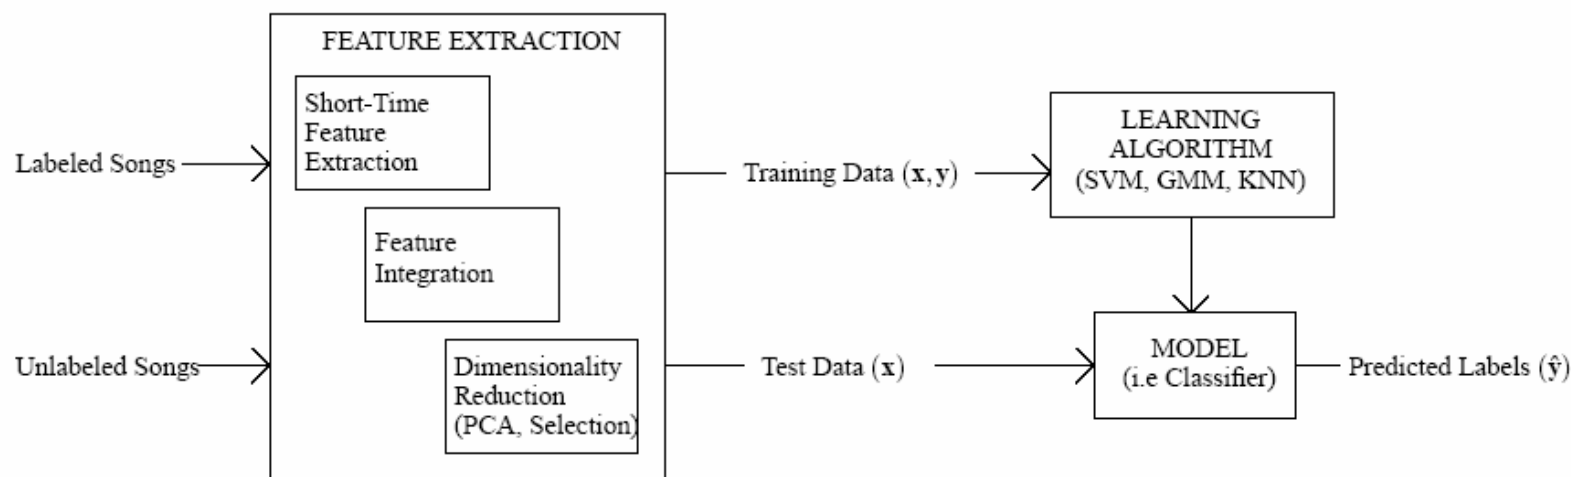 FEATURE EXTRACTION
Short-Time
Feature
Extraction
Labeled Songs
Feature
Integration
Unlabeled Songs
Dimensionality
Reduction
(PCA, Selection)
Training Data (x, y)
LEARNING
ALGORITHM
(SVM, GMM, KNN)
Test Data (x)
MODEL
(i.e Classifier)
Predicted Labels (ŷ)